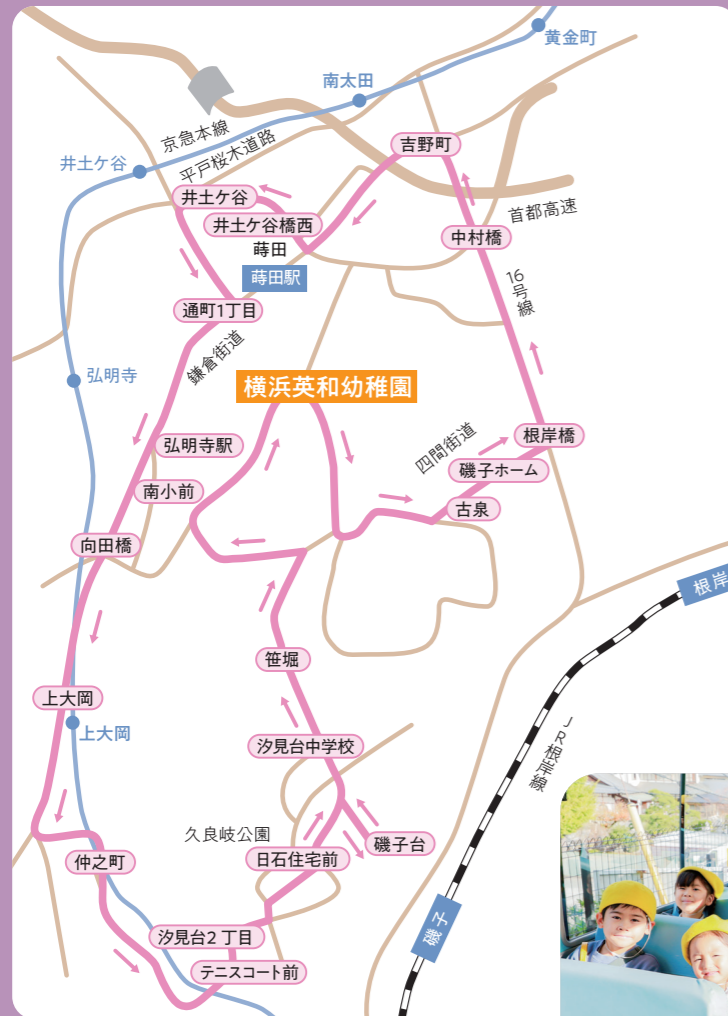 黄金町
南太田
京急本線
平戸桜木道路
吉野町
井土ケ谷
井土ケ谷
首都高速
井土ケ谷橋西
中村橋
蒔田
蒔田駅
16号線
通町1丁目
鎌倉街道
弘明寺
横浜英和幼稚園
四間街道
根岸橋
弘明寺駅
磯子ホーム
南小前
古泉
向田橋
根岸
笹堀
上大岡
上大岡
汐見台中学校
JR根岸線
久良岐公園
磯子台
日石住宅前
仲之町
磯子
汐見台2丁目
テニスコート前